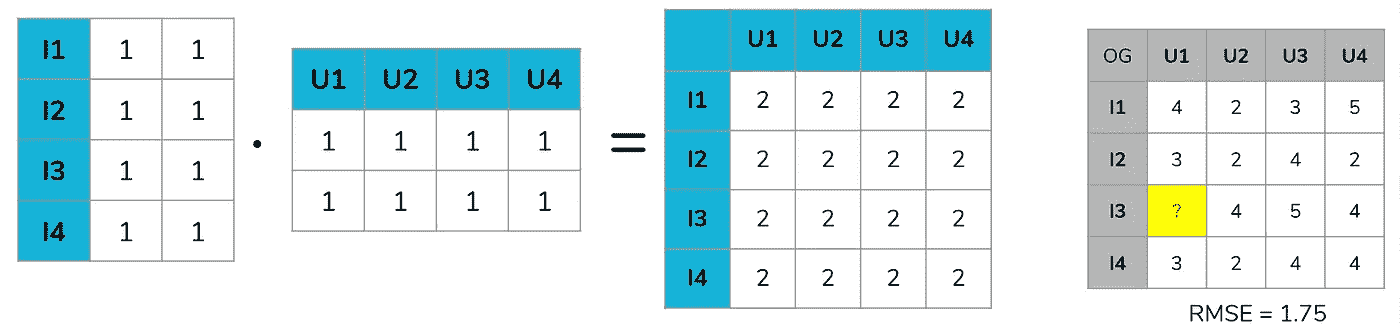 I1 1 1
I2 1 1
I3 1 1
I4 1 1
·
U1 U2 U3 U4
1 1 1 1
1 1 1 1
=
U1 U2 U3 U4
I1 2 2 2 2
I2 2 2 2 2
I3 2 2 2 2
I4 2 2 2 2
OG U1 U2 U3 U4
I1 4 2 3 5
I2 3 2 4 2
I3 ? 4 5 4
I4 3 2 4 4
RMSE = 1.75